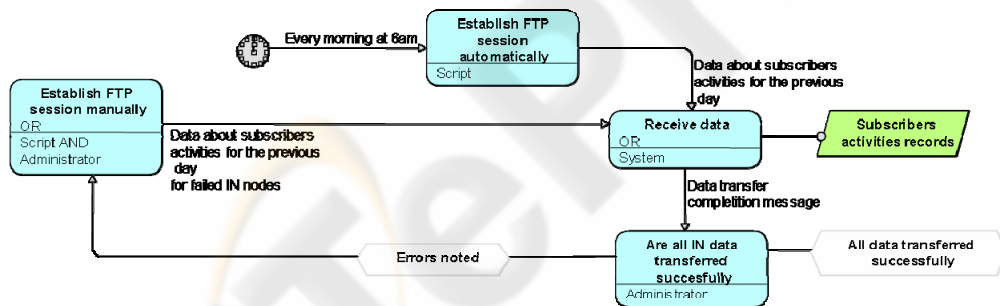 Every morning at 6am
Establish FTP
session
automatically
Script
Data about subscribers
activities for the previous
day
Establish FTP
session manually
OR
Script AND
Administrator
Data about subscribers
activities for the previous
day
for failed IN nodes
Receive data
OR
System
Subscribers
activities records
Data transfer
completition message
Errors noted
Are all IN data
transferred
succesfully
Administrator
All data transferred
successfully